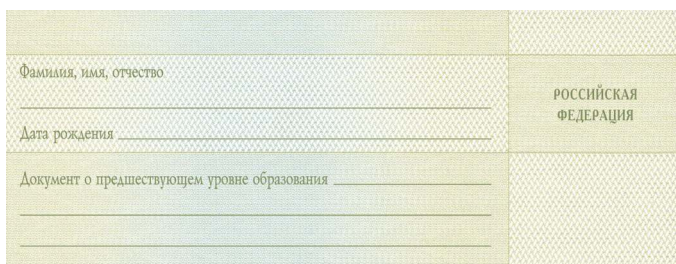 Фамилия, имя, отчество
Дата рождения
Документ о предшествующем уровне образования
РОССИЙСКАЯ
ФЕДЕРАЦИЯ